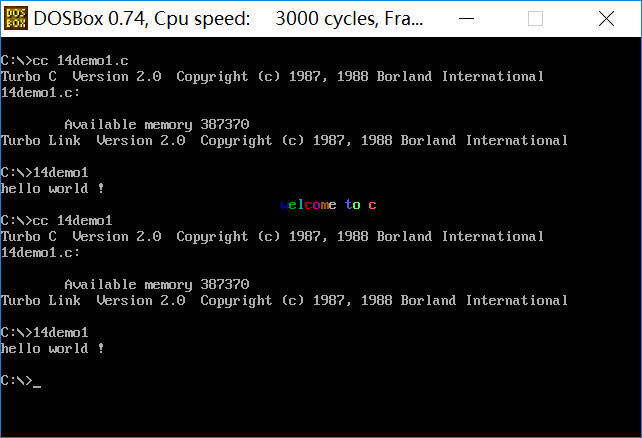 DOS BOX DOSBox 0.74, Cpu speed: 3000 cycles, Fra...
C:\>cc 14demo1.c
Turbo C Version 2.0 Copyright (c) 1987, 1988 Borland International
14demo1.c:
Available memory 387370
Turbo Link Version 2.0 Copyright (c) 1987, 1988 Borland International
C:\>14demo1
hello world !
welcome to c
C:\>cc 14demo1
Turbo C Version 2.0 Copyright (c) 1987, 1988 Borland International
14demo1.c:
Available memory 387370
Turbo Link Version 2.0 Copyright (c) 1987, 1988 Borland International
C:\>14demo1
hello world !
C:\>_